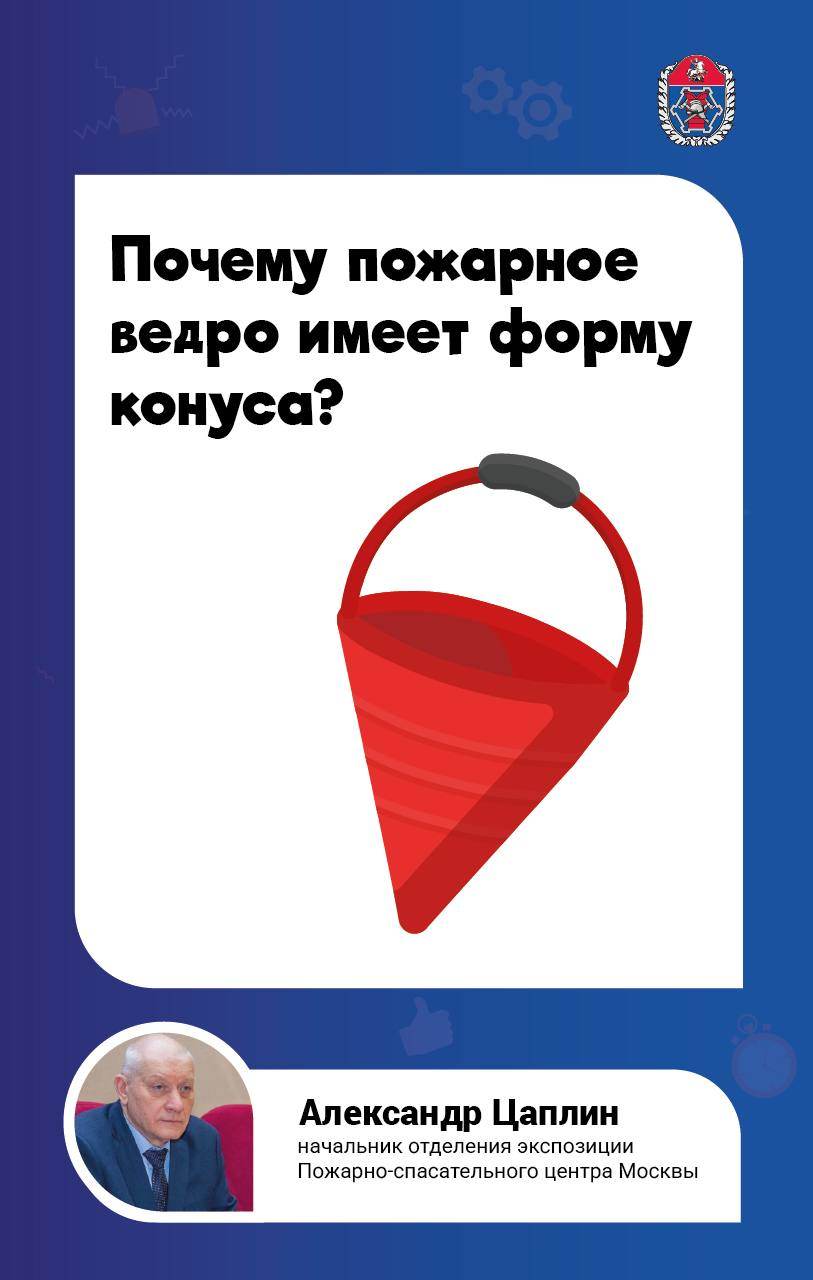 Почему пожарное
ведро имеет форму
конуса?
Александр Цаплин
начальник отделения экспозиции
Пожарно-спасательного центра Москвы